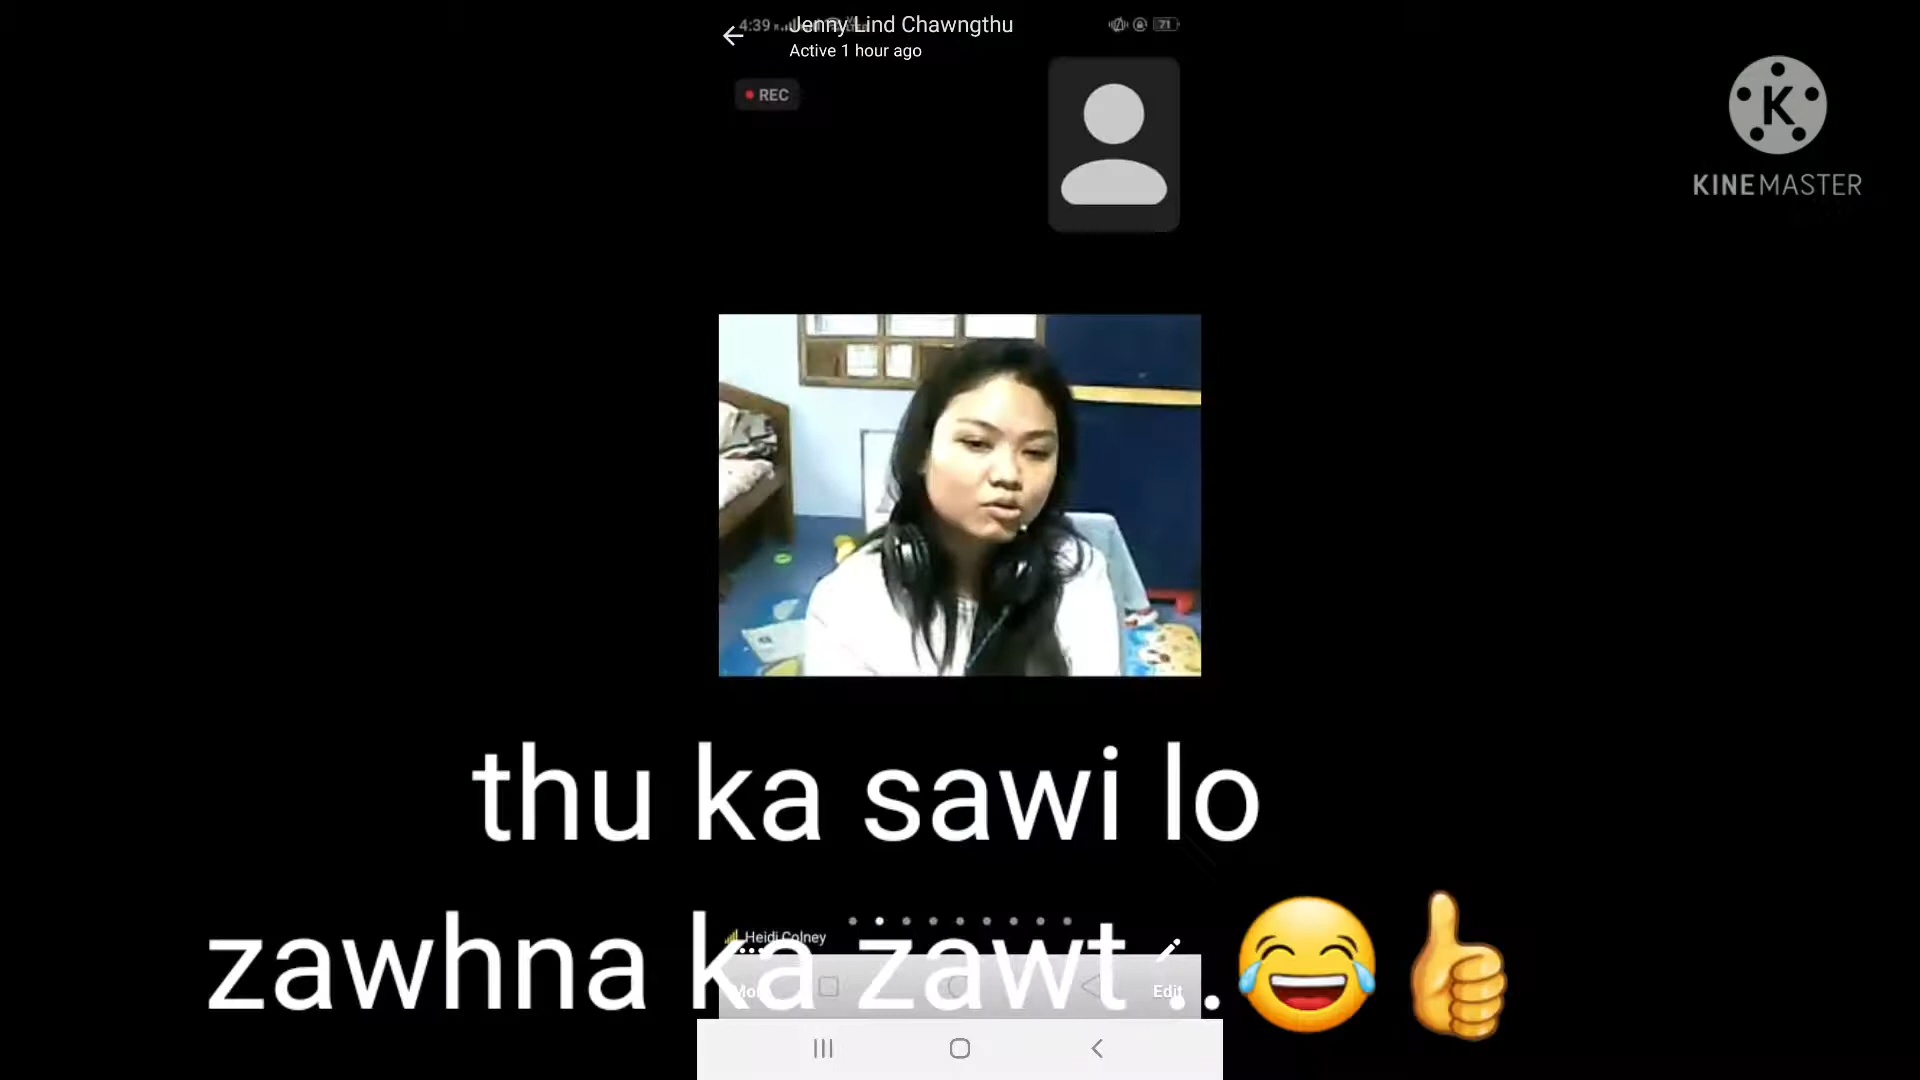 4:39
Jenny Lind Chawngthu
71
Active 1 hour ago
REC
K
KINEMASTER
thu ka sawi lo
Heidi Colney
zawhna ka zawt ..😂👍
Edit